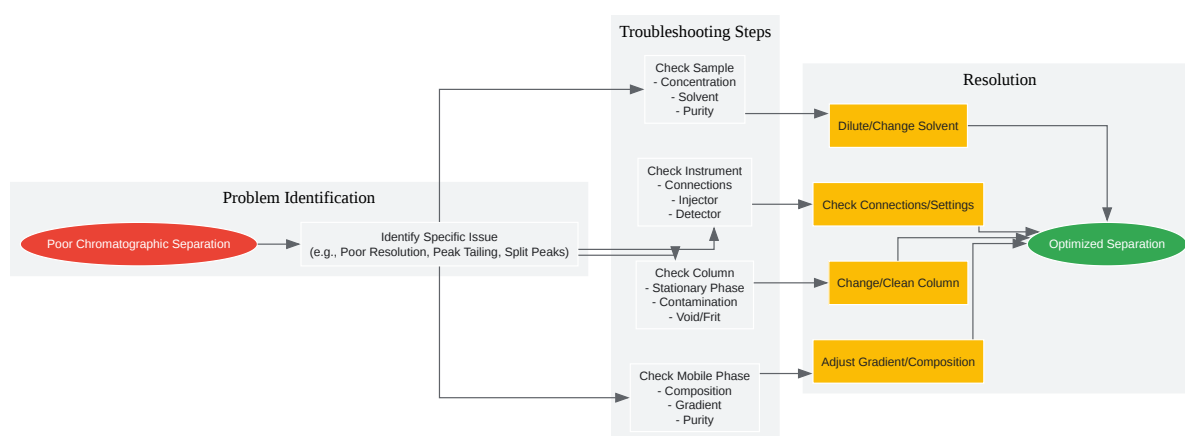 Troubleshooting Steps
Check Sample
- Concentration
- Solvent
- Purity
Resolution
Dilute/Change Solvent
Check Instrument
- Connections
- Injector
- Detector
Problem Identification
Check Connections/Settings
Poor Chromatographic Separation
Identify Specific Issue
(e.g., Poor Resolution, Peak Tailing, Split Peaks)
Optimized Separation
Check Column
- Stationary Phase
- Contamination
- Void/Frit
Change/Clean Column
Adjust Gradient/Composition
Check Mobile Phase
- Composition
- Gradient
- Purity